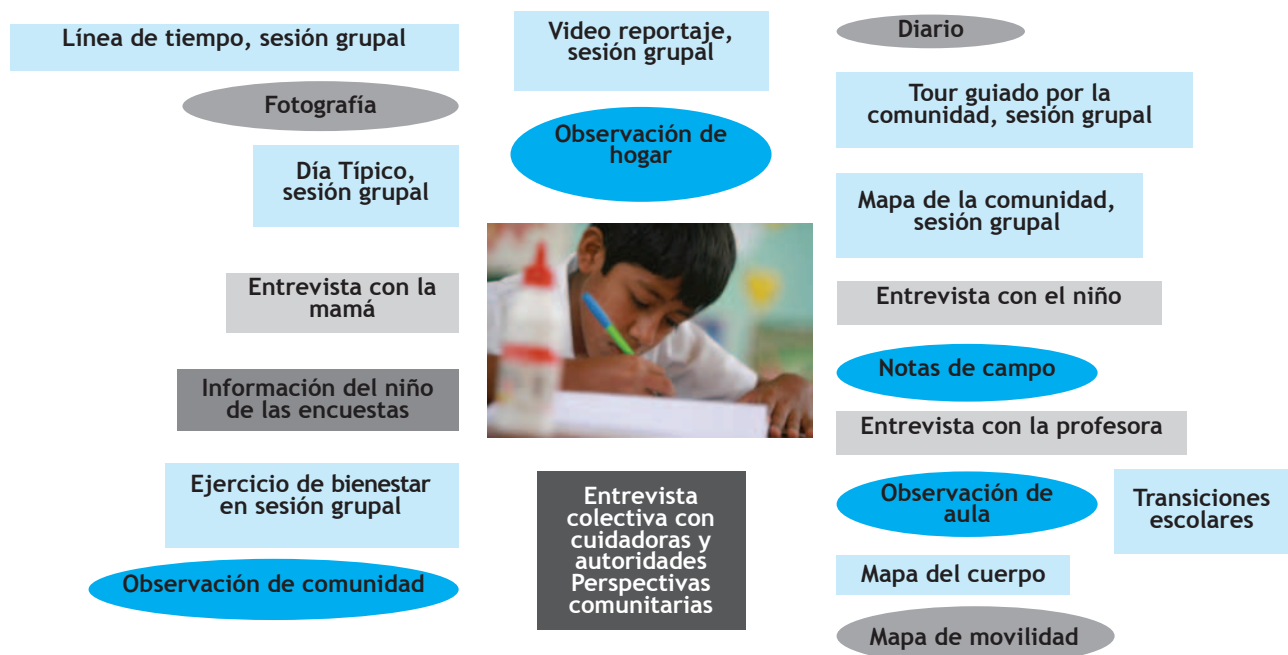 Línea de tiempo, sesión grupal
Fotografía
Día Típico,
sesión grupal
Entrevista con la
mamá
Información del niño
de las encuestas
Ejercicio de bienestar
en sesión grupal
Observación de comunidad
Video reportaje,
sesión grupal
Observación de
hogar
Entrevista
colectiva con
cuidadoras y
autoridades
Perspectivas
comunitarias
Diario
Tour guiado por la
comunidad, sesión grupal
Mapa de la comunidad,
sesión grupal
Entrevista con el niño
Notas de campo
Entrevista con la profesora
Observación de
aula
Transiciones
escolares
Mapa del cuerpo
Mapa de movilidad